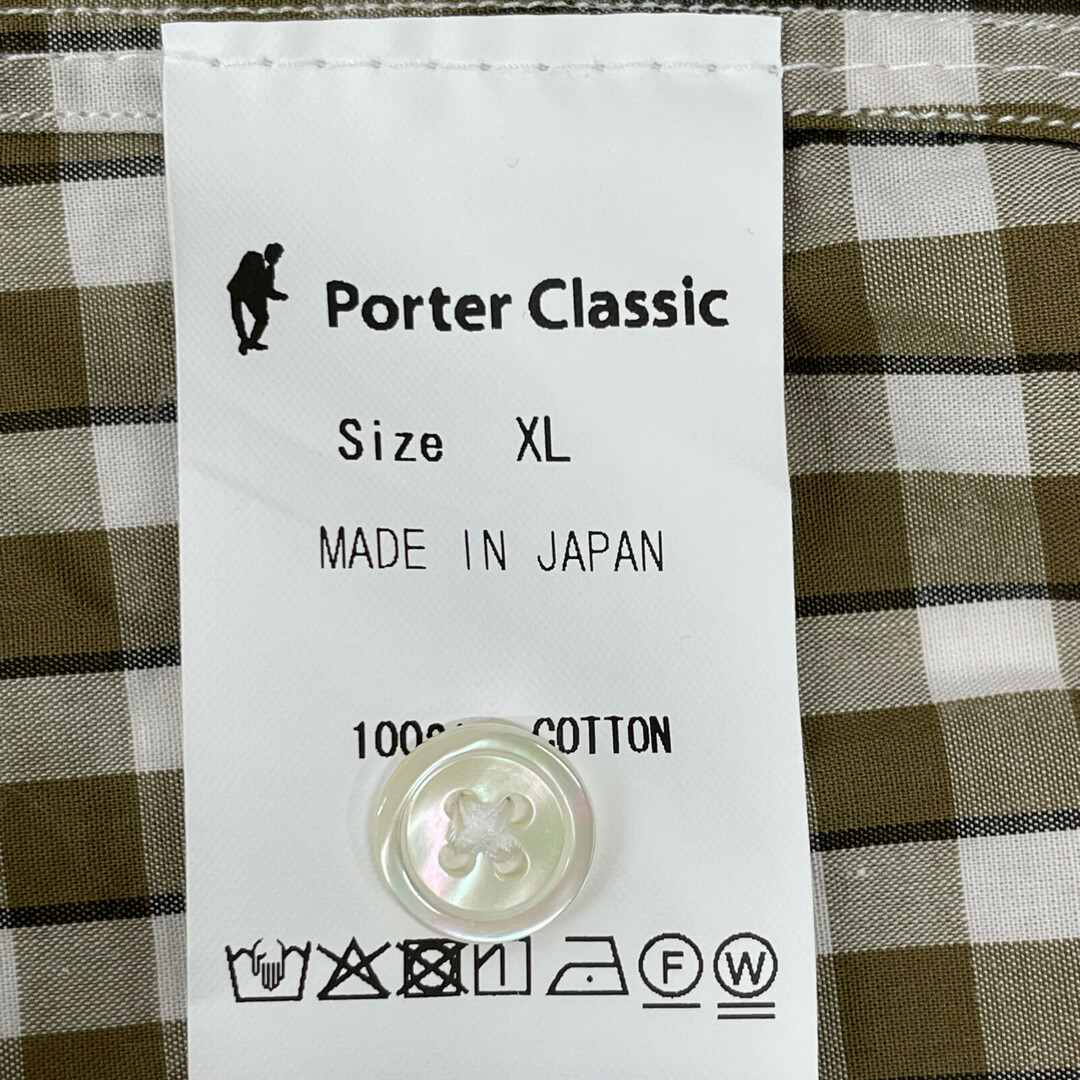 Porter Classic
Size XL
MADE IN JAPAN
COTTON
F W